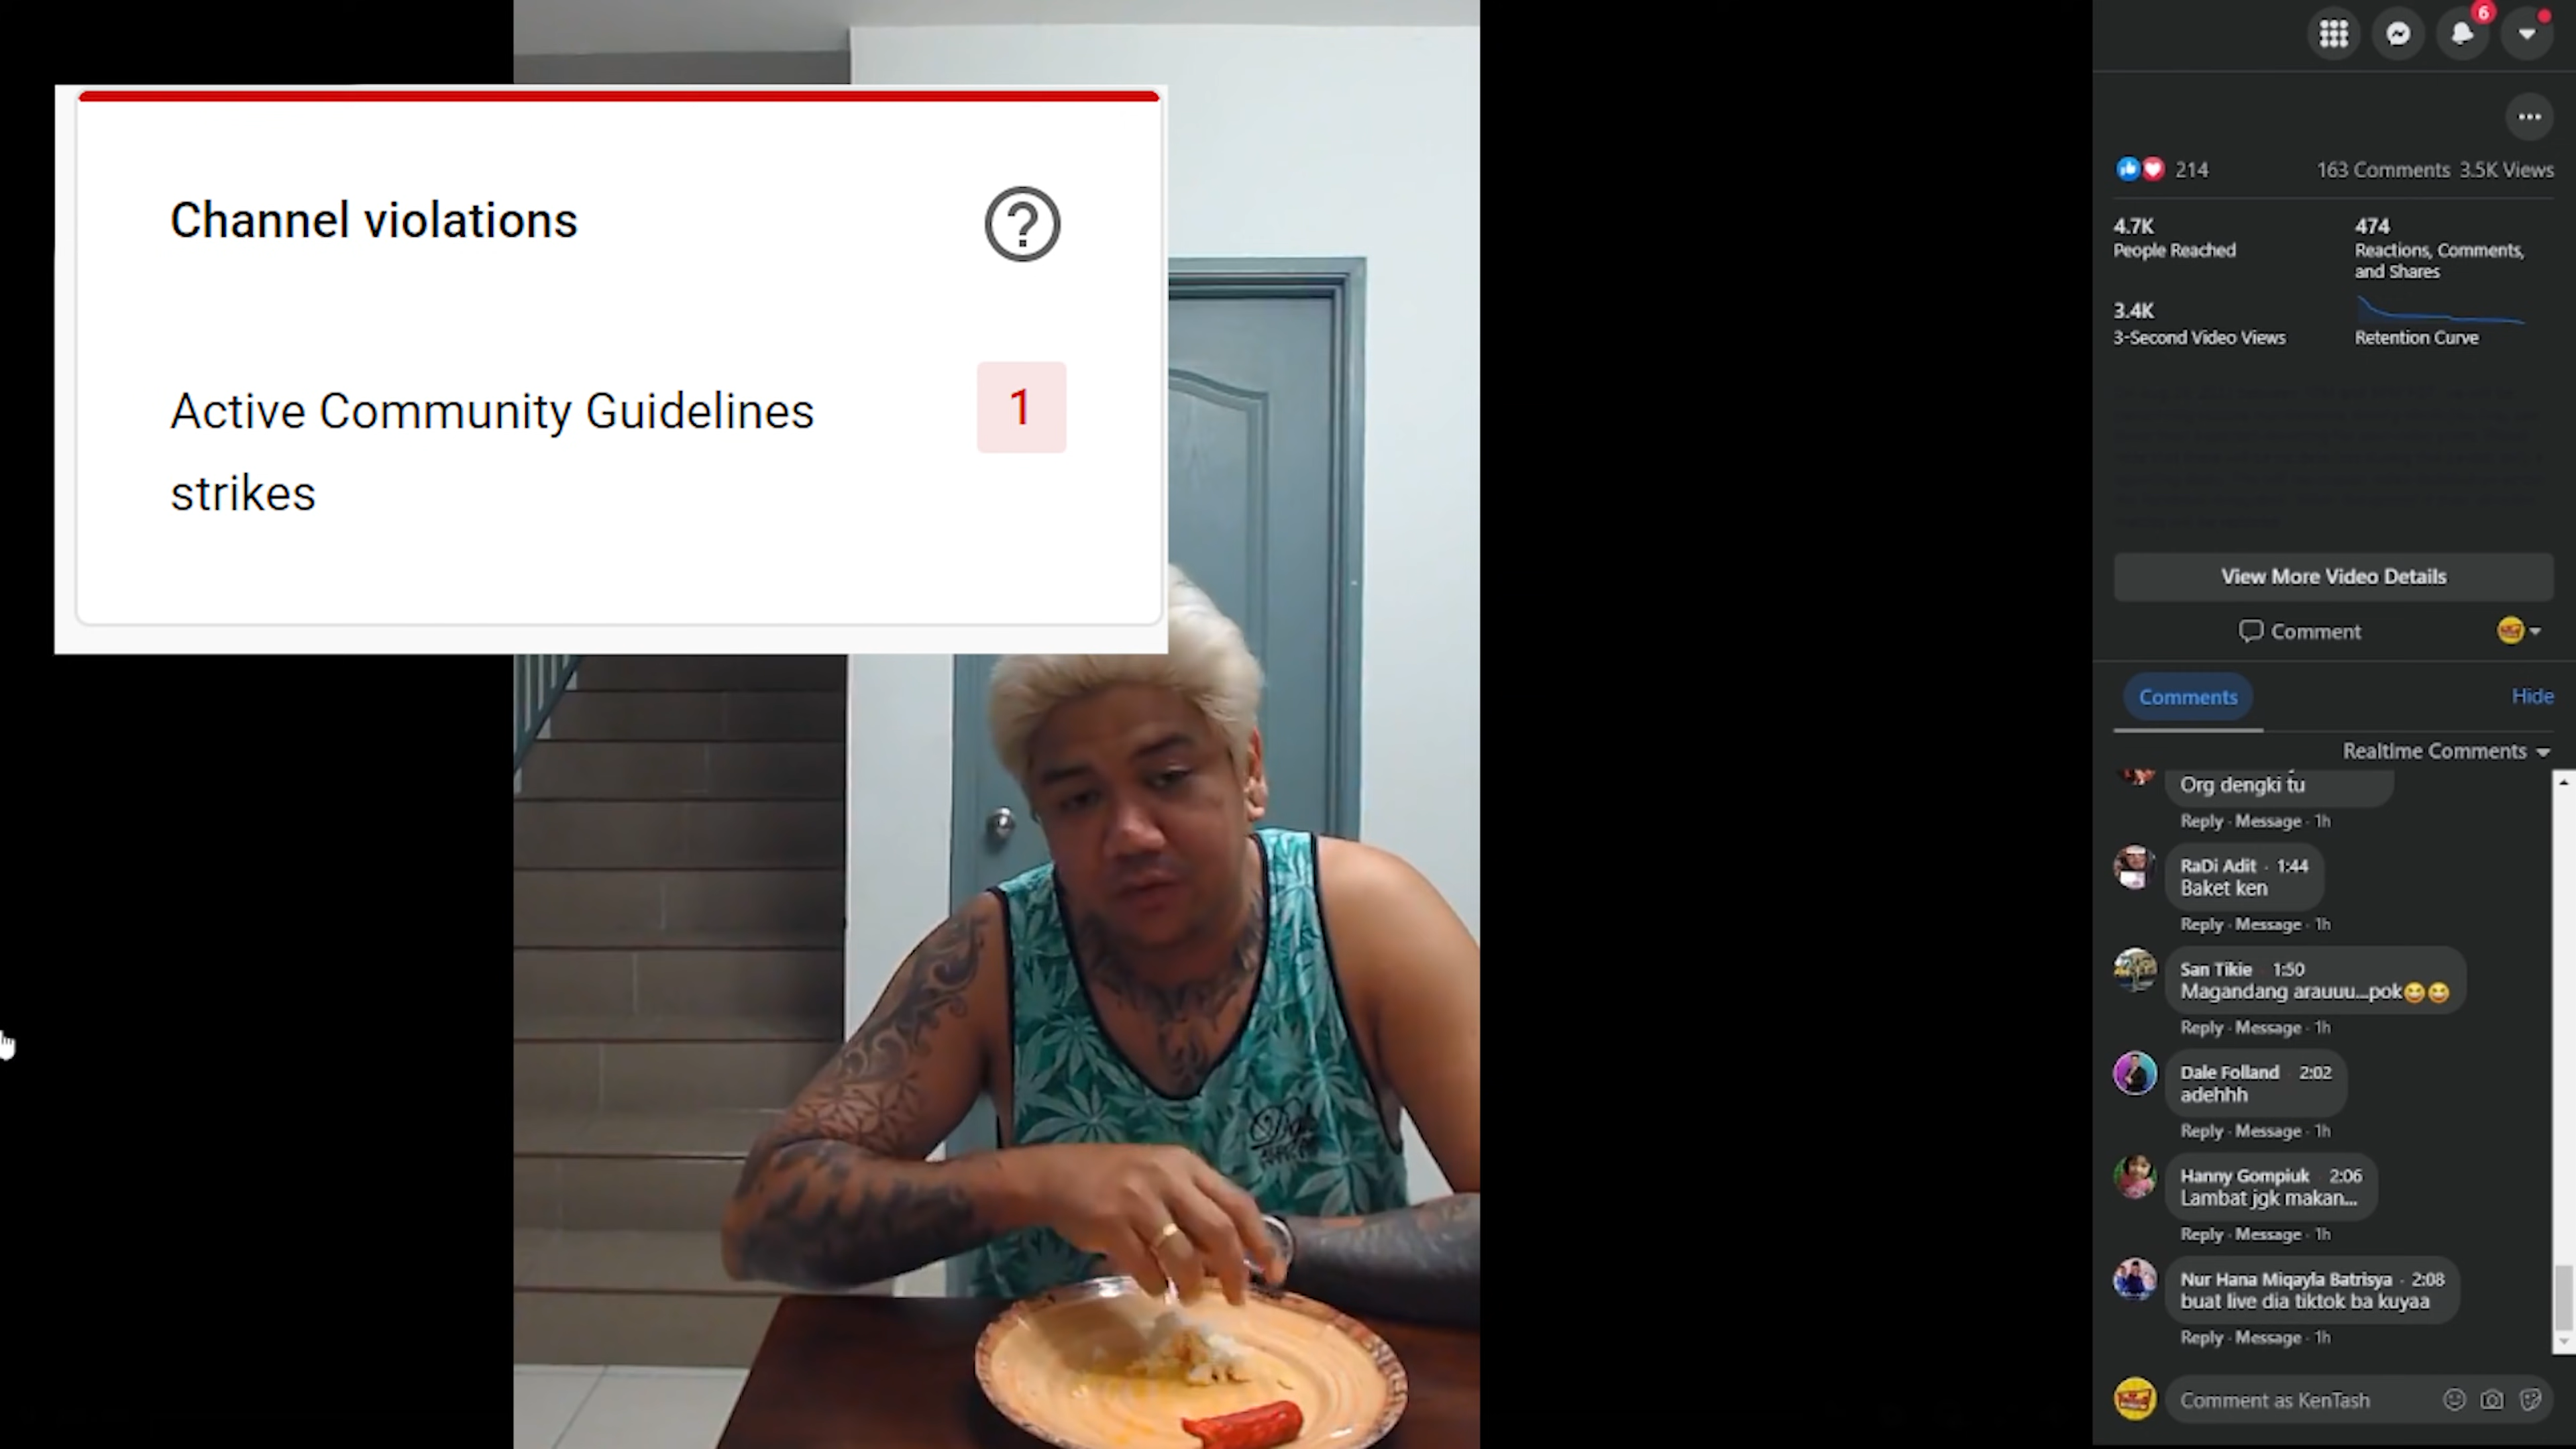 Channel violations
Active Community Guidelines
strikes
1
6
214
163 Comments 3.5K Views
4.7K
People Reached
474
Reactions, Comments,
and Shares
3.4K
3-Second Video Views
Retention Curve
View More Video Details
Comment
Comments
Hide
Realtime Comments
Org dengki tu
Reply · Message · 1h
RaDi Adit · 1:44
Baket ken
Reply · Message · 1h
San Tikie · 1:50
Magandang arauuu...pok😆😆
Reply · Message · 1h
Dale Folland · 2:02
adehhh
Reply · Message · 1h
Hanny Gompiuk · 2:06
Lambat jgk makan...
Reply · Message · 1h
Nur Hana Miqayla Batrisya · 2:08
buat live dia tiktok ba kuyaa
Reply · Message · 1h
Comment as KenTash